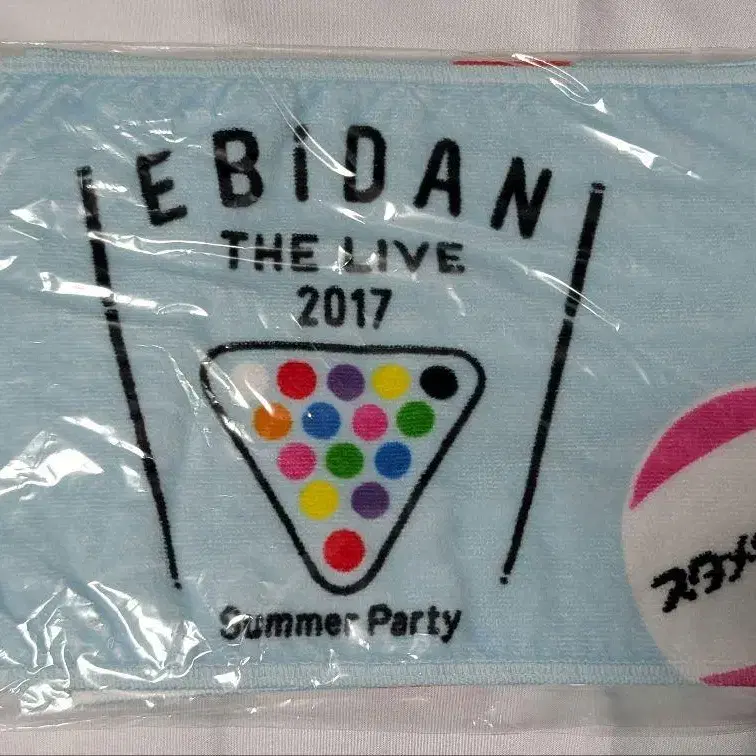 EBiDAN
THE LIVE
2017
Summer Party